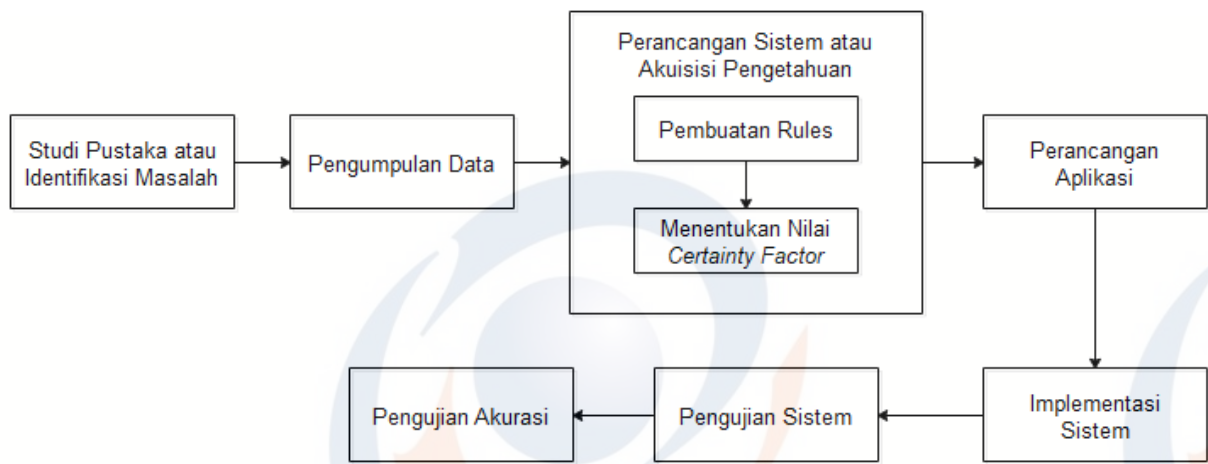 Studi Pustaka atau
Identifikasi Masalah
Pengumpulan Data
Perancangan Sistem atau
Akuisisi Pengetahuan
Pembuatan Rules
Menentukan Nilai
Certainty Factor
Perancangan
Aplikasi
Implementasi
Sistem
Pengujian Sistem
Pengujian Akurasi